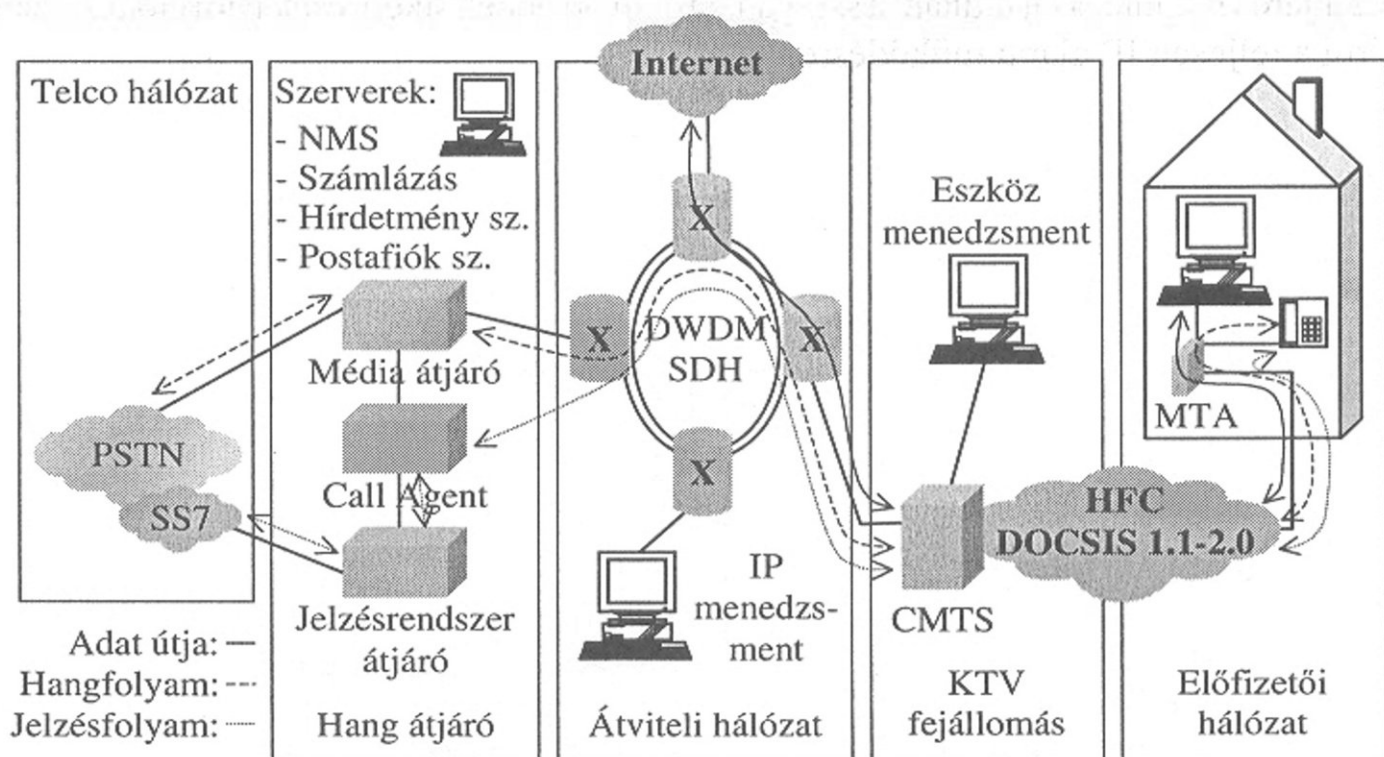 Internet
Telco hálózat
PSTN
SS7
Adat útja:
Hangfolyam:
Jelzésfolyam:
Szerverek:
- NMS
- Számlázás
- Hírdetmény sz.
- Postafiók sz.
Média átjáró
Call Agent
Jelzésrendszer
átjáró
Hang átjáró
X
X
X
X
DWDM
SDH
IP
menedzs-
ment
Átviteli hálózat
Eszköz
menedzsment
CMTS
KTV
fejállomás
HFC
DOCSIS 1.1-2.0
MTA
Előfizetői
hálózat